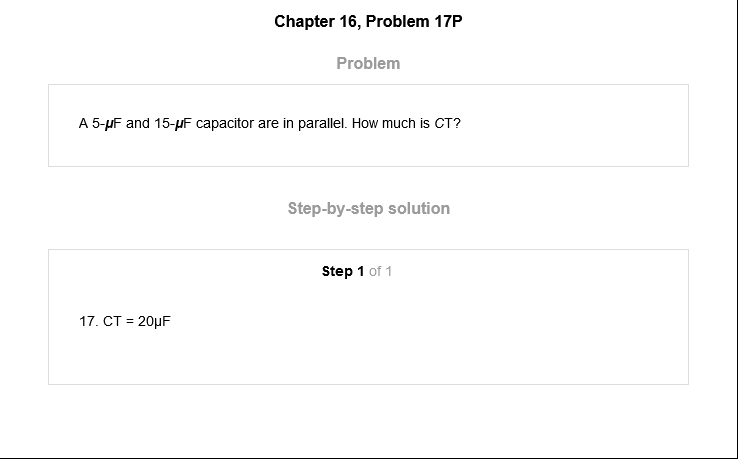 Chapter 16, Problem 17P
Problem
A 5-μF and 15-μF capacitor are in parallel. How much is CT?
Step-by-step solution
Step 1 of 1
17. CT = 20μF